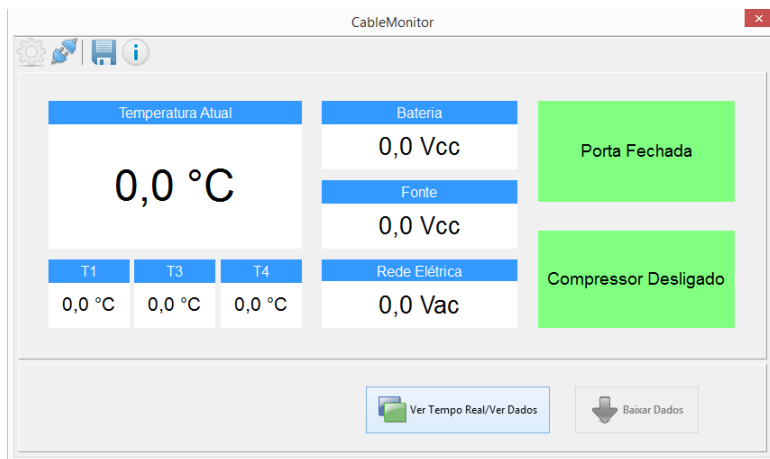 CableMonitor
Temperatura Atual
0,0 °C
T1 T3 T4
0,0 °C 0,0 °C 0,0 °C
Bateria
0,0 Vcc
Fonte
0,0 Vcc
Rede Elétrica
0,0 Vac
Porta Fechada
Compressor Desligado
Ver Tempo Real/Ver Dados
Baixar Dados